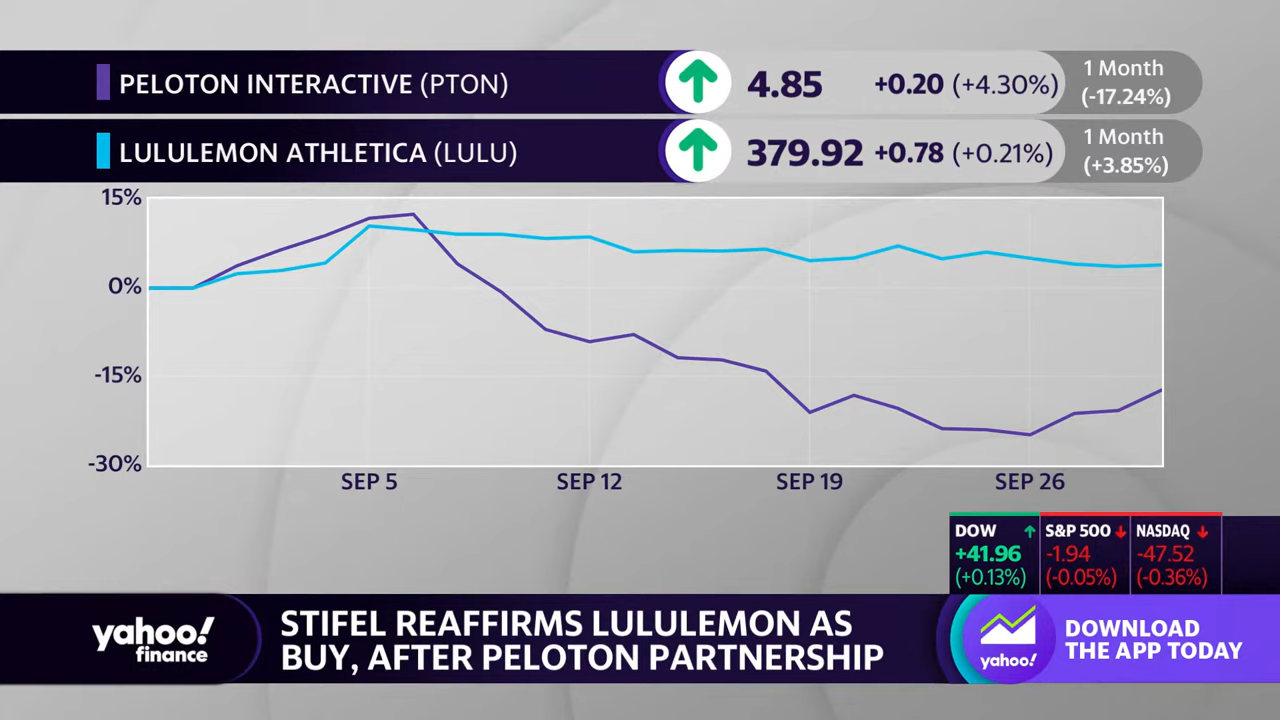 PELOTON INTERACTIVE (PTON) 4.85 +0.20 (+4.30%) 1 Month (-17.24%)
LULULEMON ATHLETICA (LULU) 379.92 +0.78 (+0.21%) 1 Month (+3.85%)
15%
0%
-15%
-30%
SEP 5 SEP 12 SEP 19 SEP 26
DOW S&P 500 NASDAQ
+41.96 -1.94 -47.52
(+0.13%) (-0.05%) (-0.36%)
yahoo!
finance
STIFEL REAFFIRMS LULULEMON AS
BUY, AFTER PELOTON PARTNERSHIP
yahoo!
DOWNLOAD
THE APP TODAY